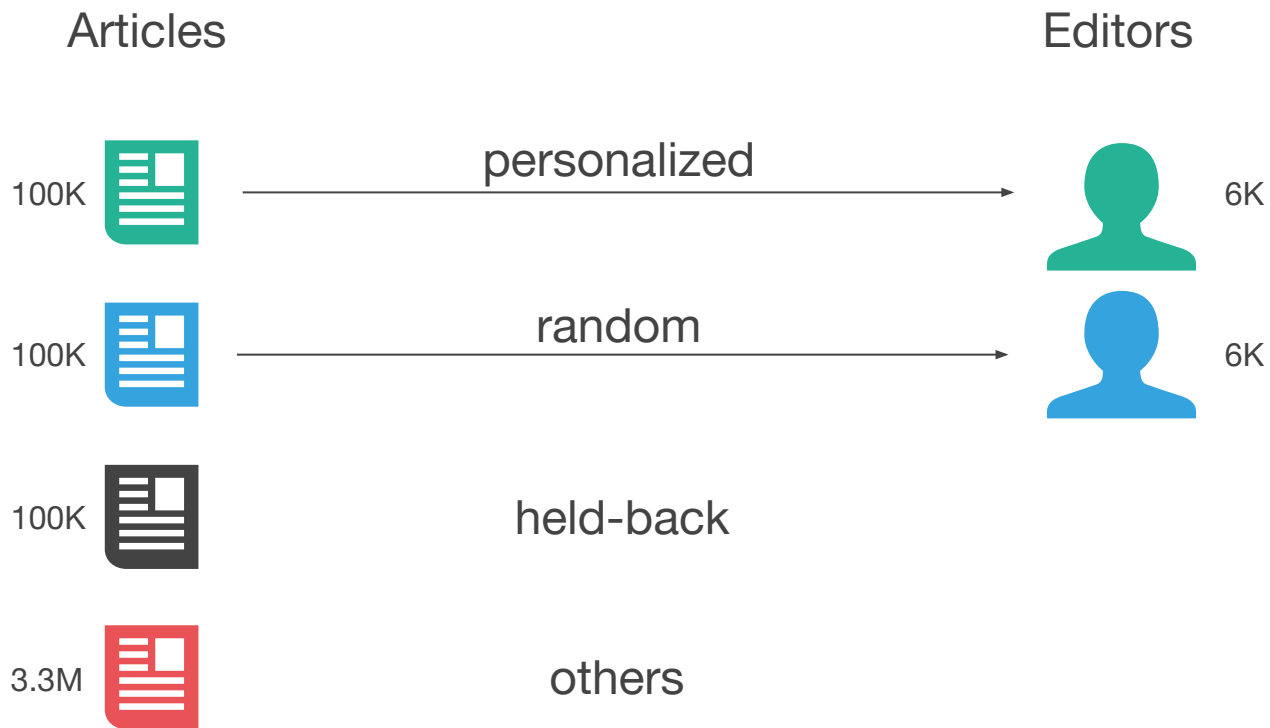 Articles
Editors
personalized
100K
6K
random
100K
6K
100K
held-back
3.3M
others